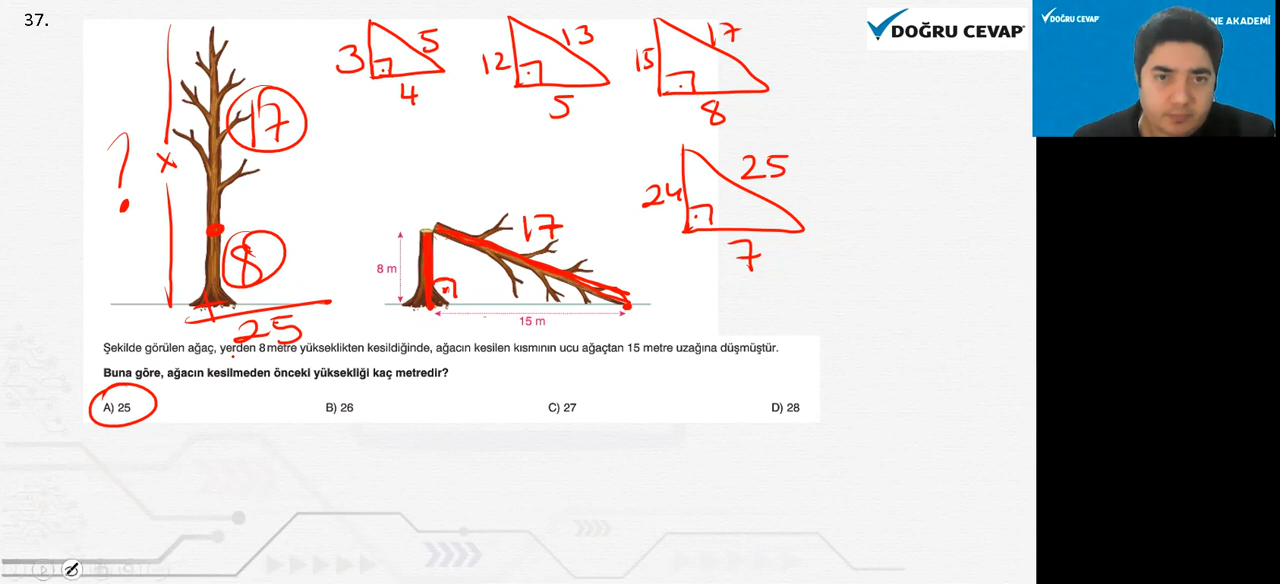 37.
DOĞRU CEVAP
DOĞRU CEVAP
NE AKADEMİ
3
5
4
12
13
5
15
17
8
17
?
x
24
25
7
8
17
8 m
15 m
25
Şekilde görülen ağaç, yerden 8 metre yükseklikten kesildiğinde, ağacın kesilen kısmının ucu ağaçtan 15 metre uzağına düşmüştür.
Buna göre, ağacın kesilmeden önceki yüksekliği kaç metredir?
A) 25 B) 26 C) 27 D) 28